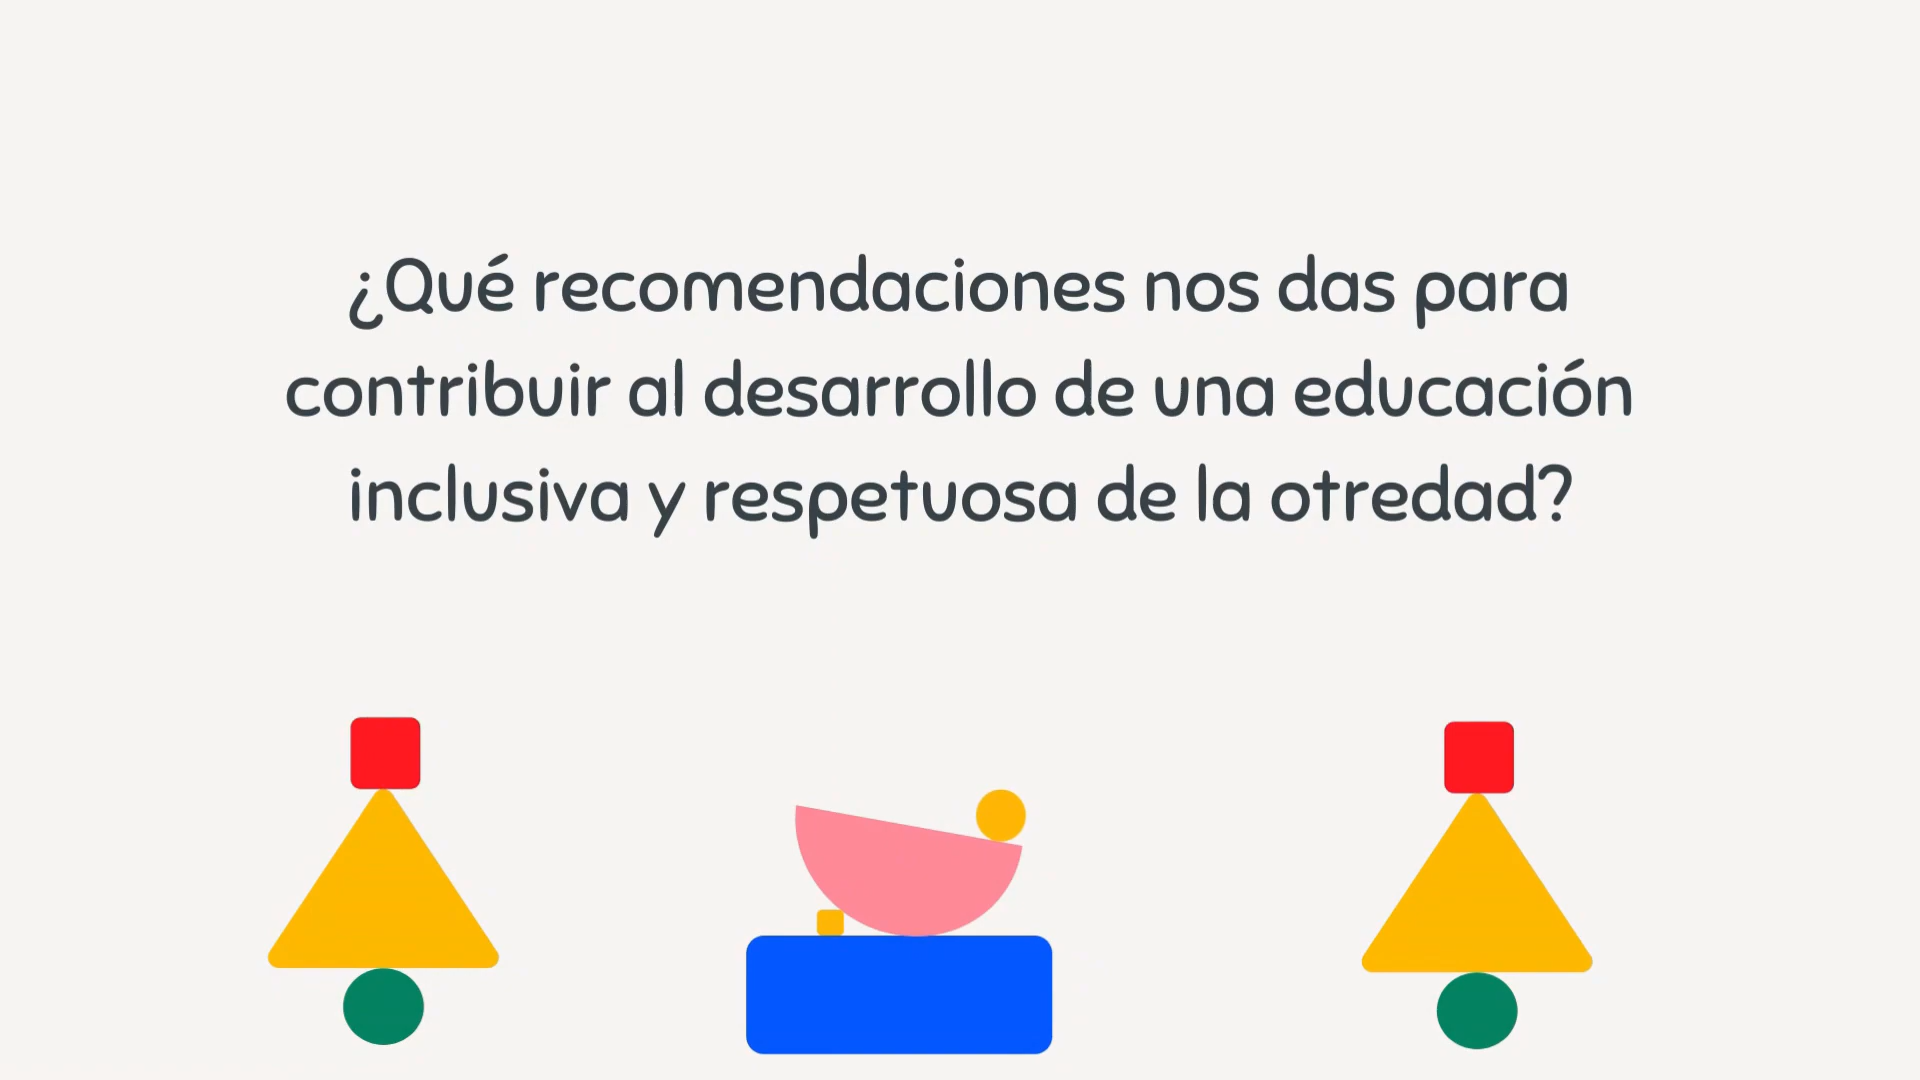 ¿Qué recomendaciones nos das para
contribuir al desarrollo de una educación
inclusiva y respetuosa de la otredad?